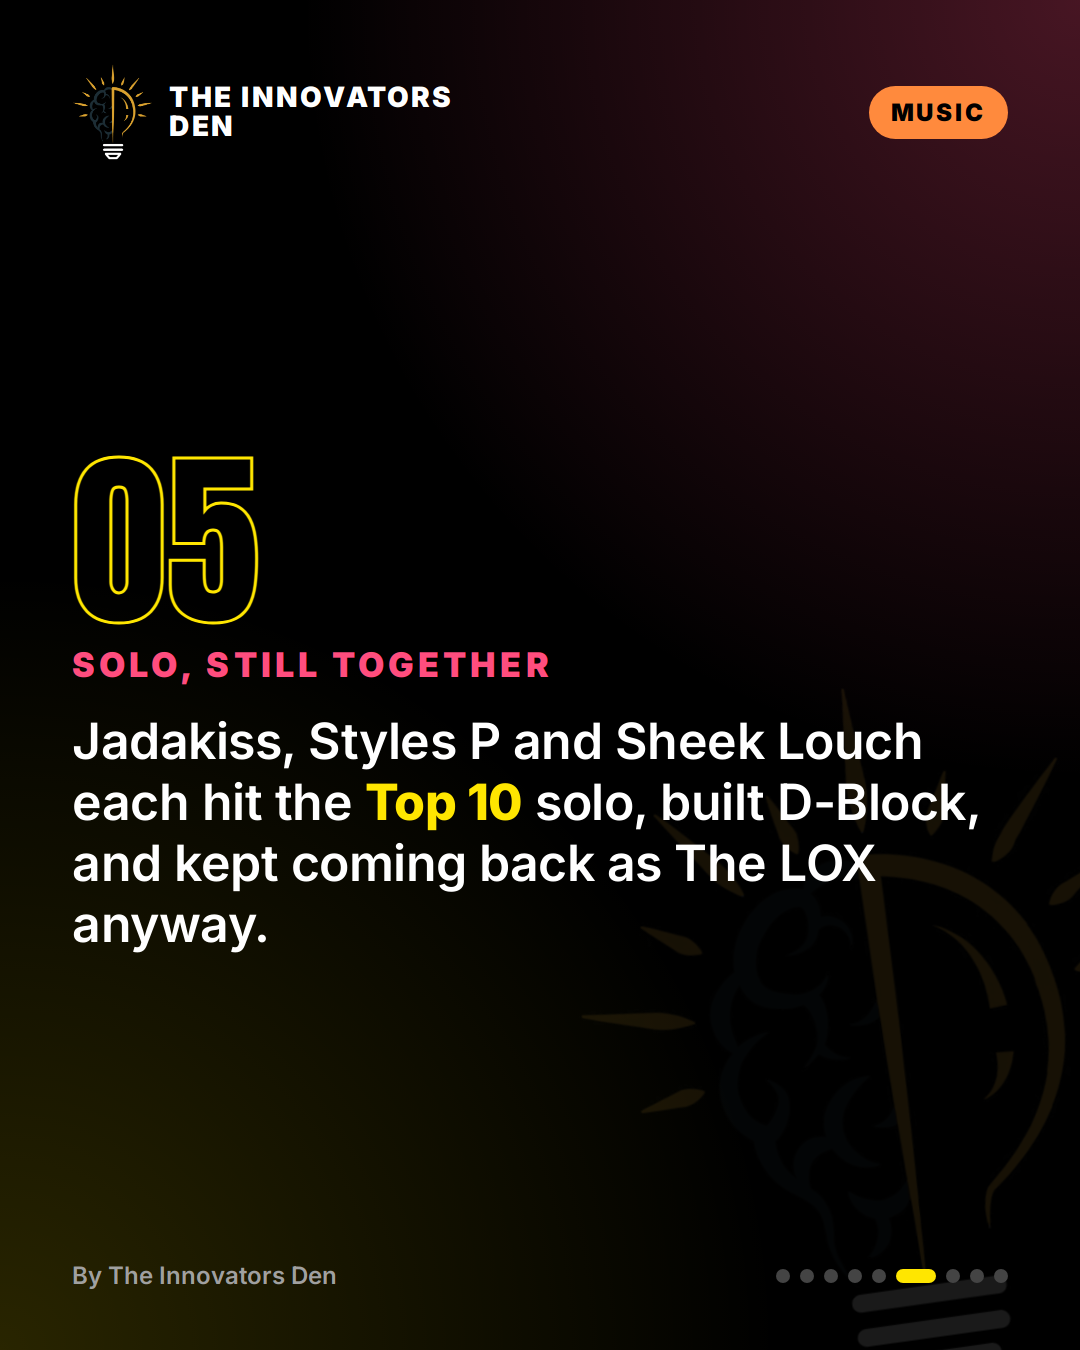 THE INNOVATORS
DEN
MUSIC
05
SOLO, STILL TOGETHER
Jadakiss, Styles P and Sheek Louch
each hit the Top 10 solo, built D-Block,
and kept coming back as The LOX
anyway.
By The Innovators Den